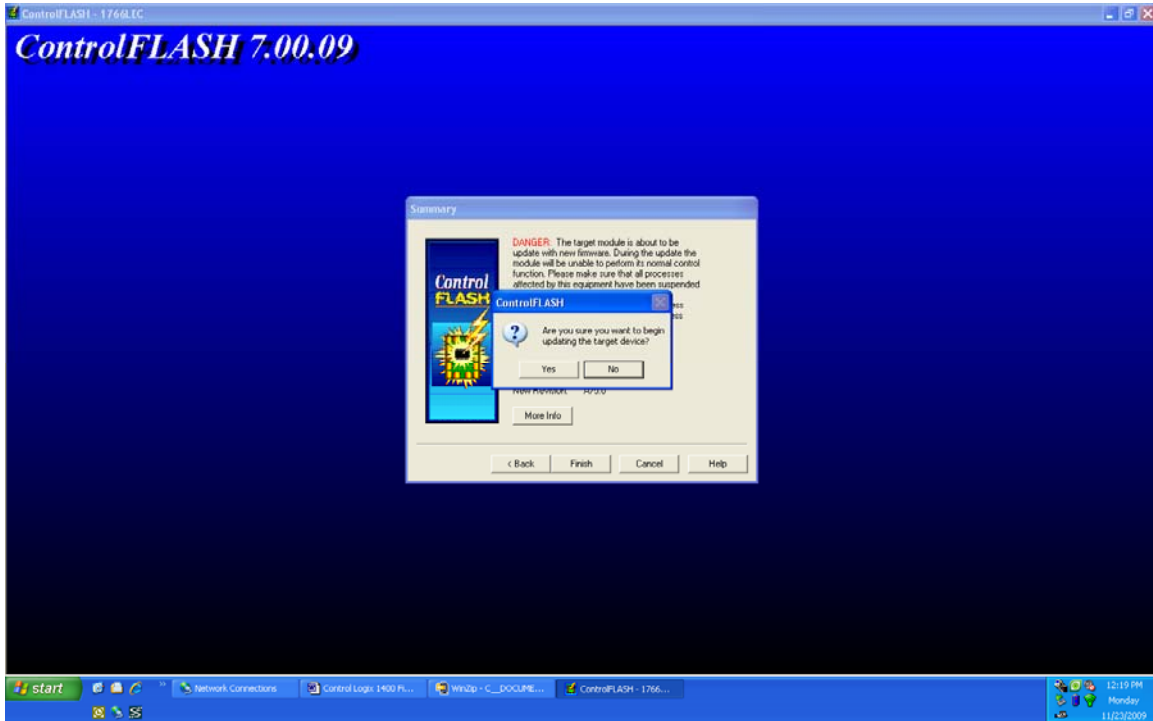 ControlFLASH - 1766LEC
ControlFLASH 7.00.09
Summary
DANGER: The target module is about to be
update with new firmware. During the update the
module will be unable to perform its normal control
function. Please make sure that all processes
affected by this equipment have been suspended
Control
FLASH
ControlFLASH
Are you sure you want to begin
updating the target device?
Yes
No
New Revision:
More Info
< Back
Finish
Cancel
Help
start
Network Connections
Control Logix 1400 Fi...
WinZip - C__DOCUME...
ControlFLASH - 1766...
12:19 PM
Monday
11/23/2009